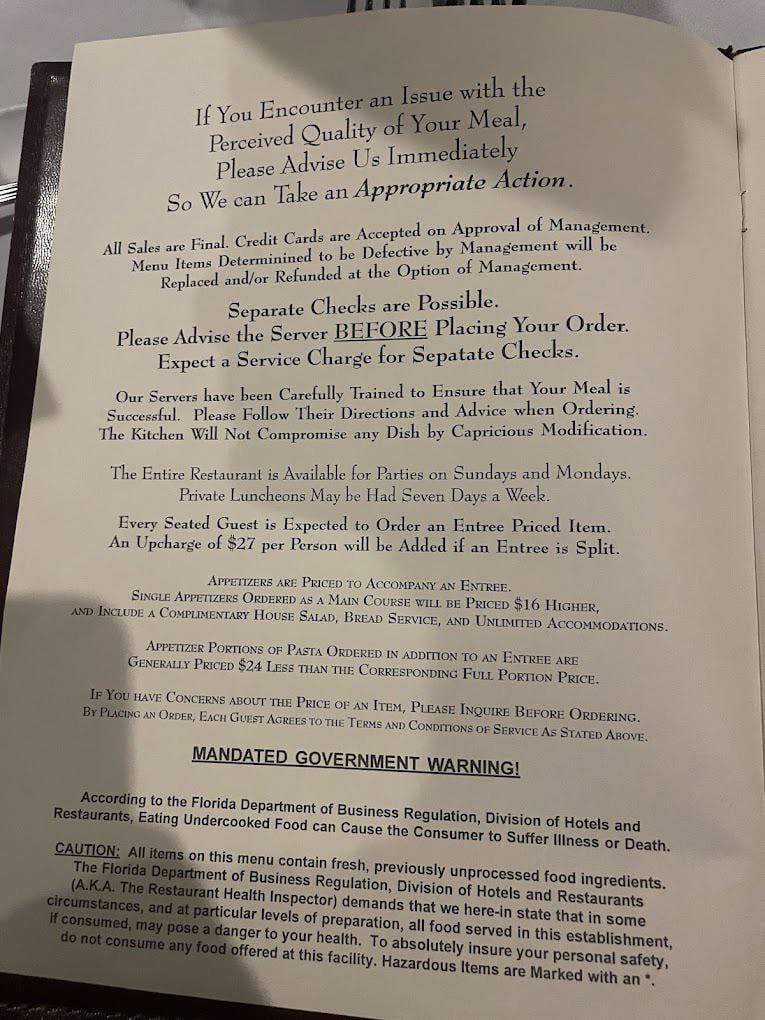 If You Encounter an Issue with the
Perceived Quality of Your Meal,
Please Advise Us Immediately
So We can Take an Appropriate Action.
All Sales are Final. Credit Cards are Accepted on Approval of Management.
Menu Items Determinined to be Defective by Management will be
Replaced and/or Refunded at the Option of Management.
Separate Checks are Possible.
Please Advise the Server BEFORE Placing Your Order.
Expect a Service Charge for Sepatate Checks.
Our Servers have been Carefully Trained to Ensure that Your Meal is
Successful. Please Follow Their Directions and Advice when Ordering.
The Kitchen Will Not Compromise any Dish by Capricious Modification.
The Entire Restaurant is Available for Parties on Sundays and Mondays.
Private Luncheons May be Had Seven Days a Week.
Every Seated Guest is Expected to Order an Entree Priced Item.
An Upcharge of $27 per Person will be Added if an Entree is Split.
Appetizers are Priced to Accompany an Entree.
Single Appetizers Ordered as a Main Course will be Priced $16 Higher,
and Include a Complimentary House Salad, Bread Service, and Unlimited Accommodations.
Appetizer Portions of Pasta Ordered in addition to an Entree are
Generally Priced $24 Less than the Corresponding Full Portion Price.
If You have Concerns about the Price of an Item, Please Inquire Before Ordering.
By Placing an Order, Each Guest Agrees to the Terms and Conditions of Service As Stated Above.
MANDATED GOVERNMENT WARNING!
According to the Florida Department of Business Regulation, Division of Hotels and
Restaurants, Eating Undercooked Food can Cause the Consumer to Suffer Illness or Death.
CAUTION: All items on this menu contain fresh, previously unprocessed food ingredients.
The Florida Department of Business Regulation, Division of Hotels and Restaurants
(A.K.A. The Restaurant Health Inspector) demands that we here-in state that in some
circumstances, and at particular levels of preparation, all food served in this establishment,
if consumed, may pose a danger to your health. To absolutely insure your personal safety,
do not consume any food offered at this facility. Hazardous Items are Marked with an *.